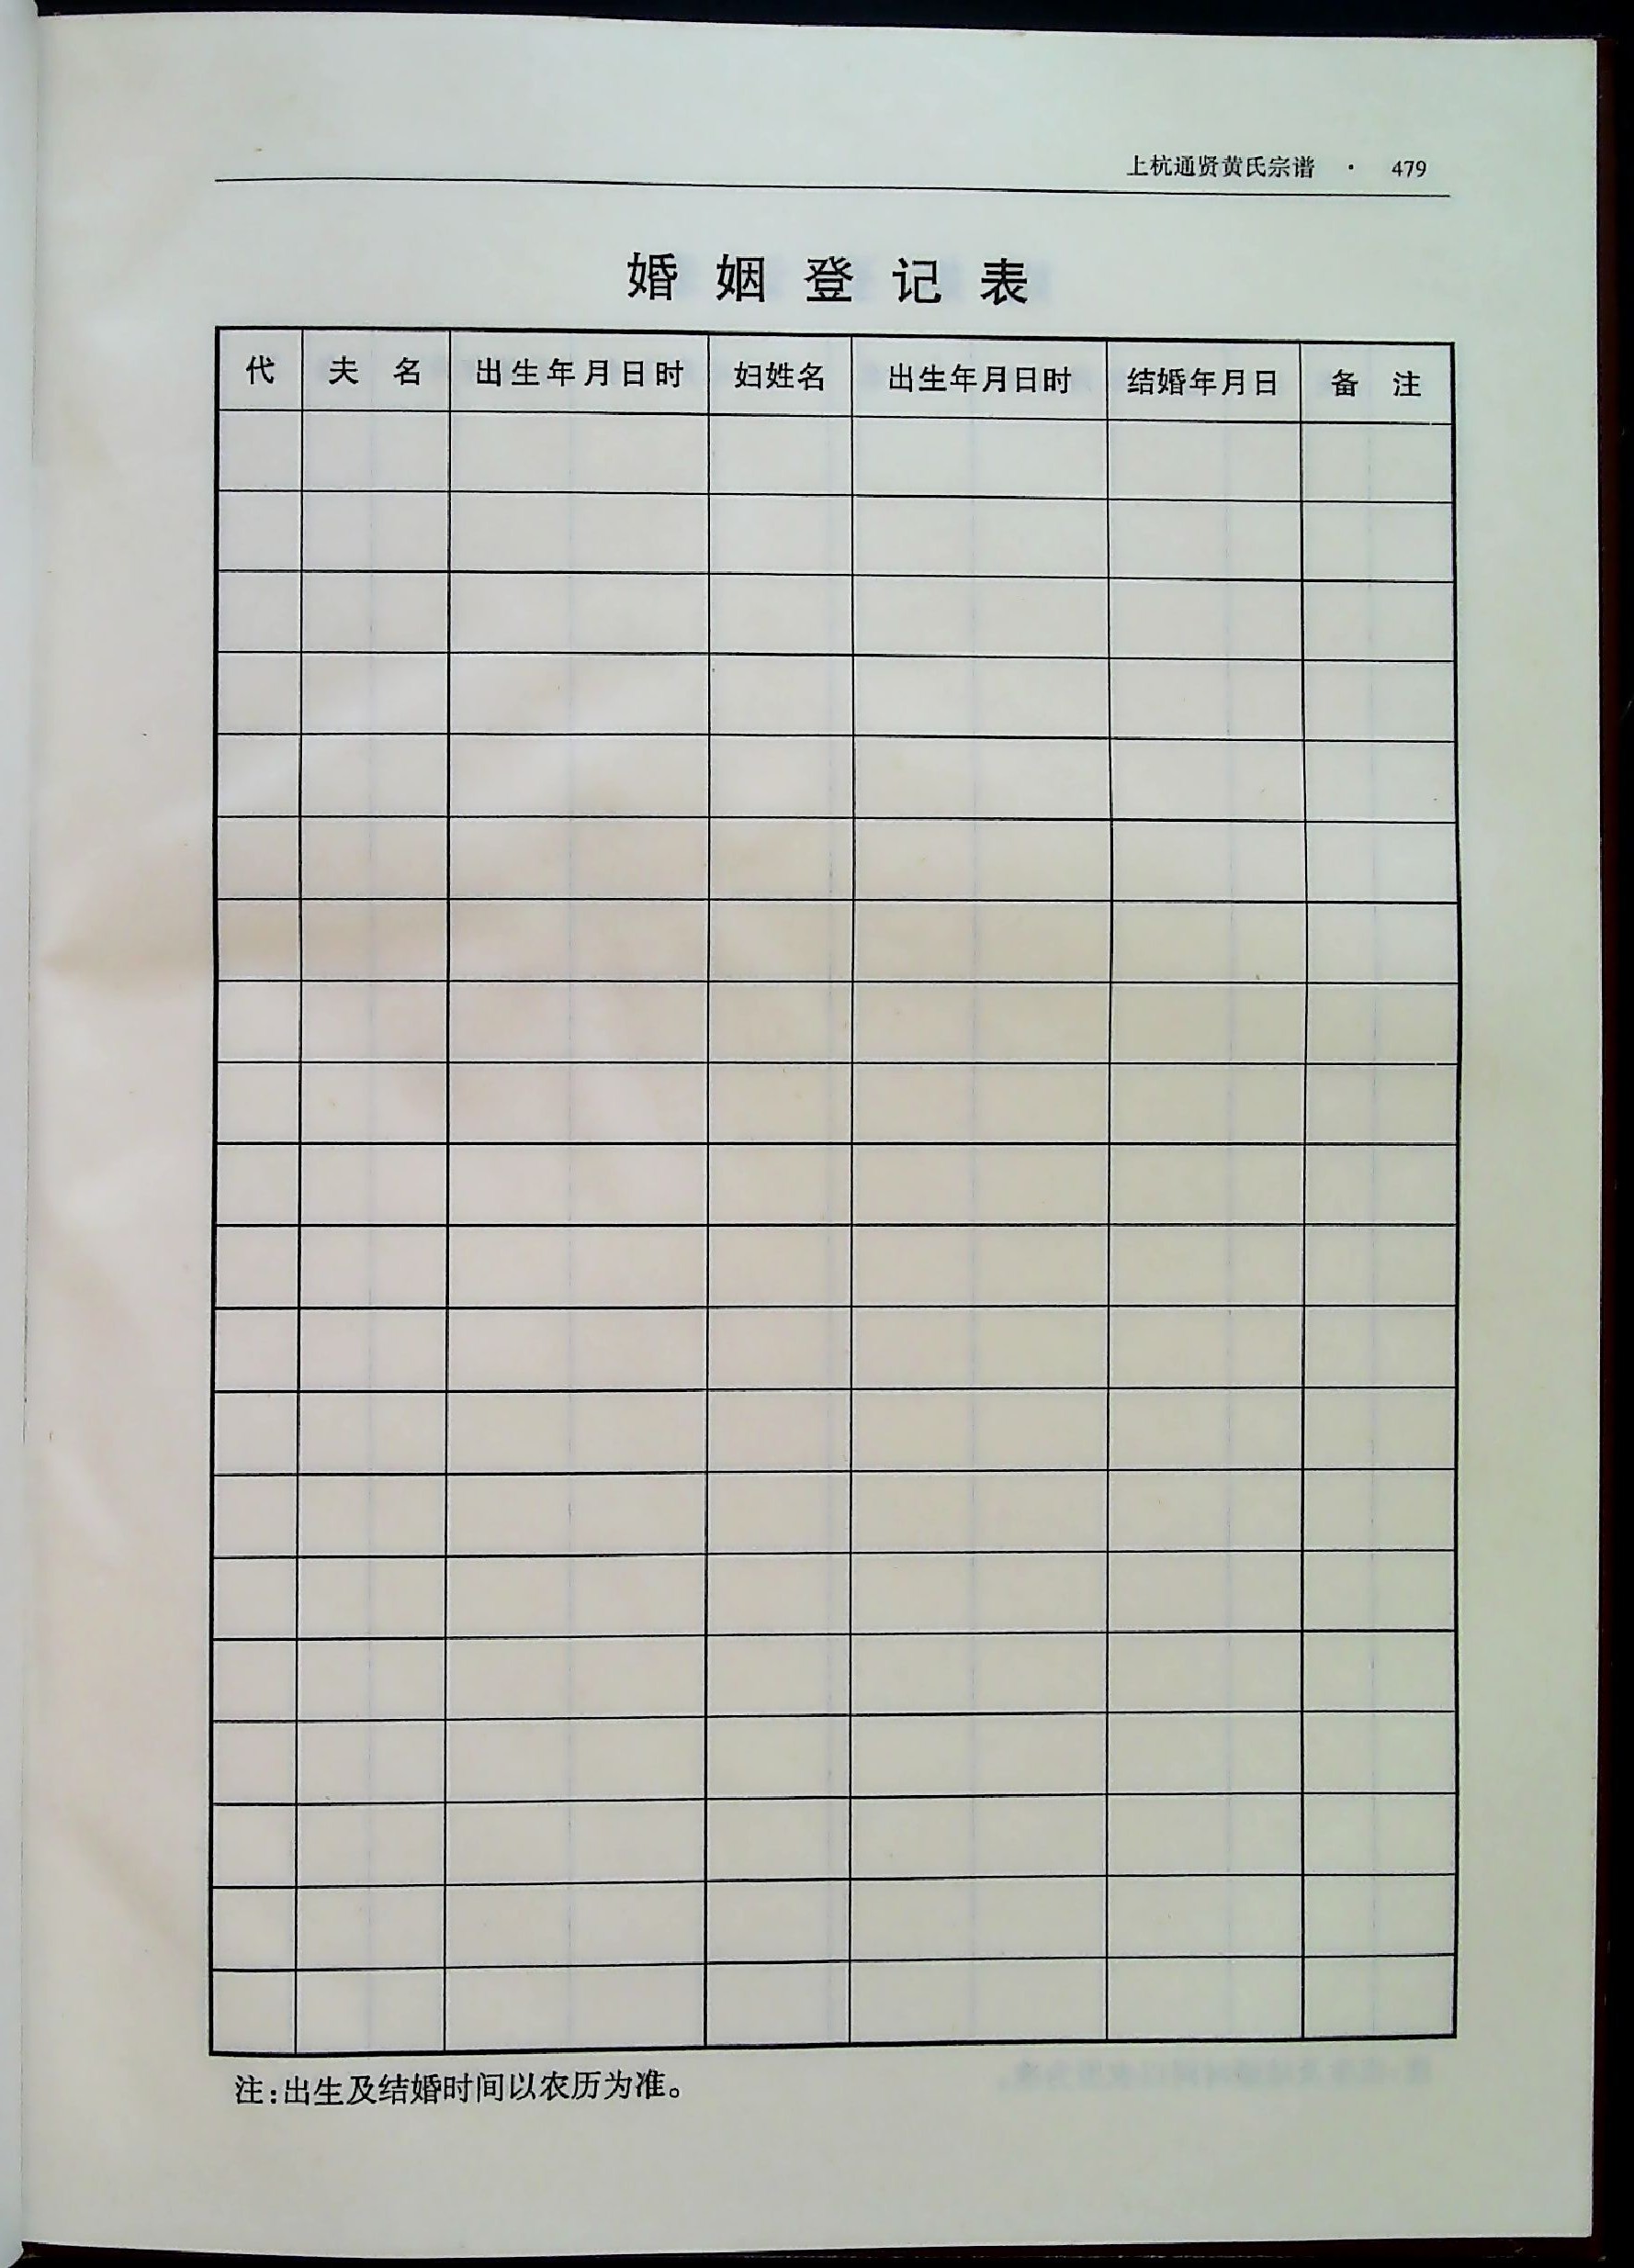 上杭通贤黄氏宗谱 · 479
婚姻登记表
代 夫 名 出生年月日时 妇姓名 出生年月日时 结婚年月日 备 注
注:出生及结婚时间以农历为准。